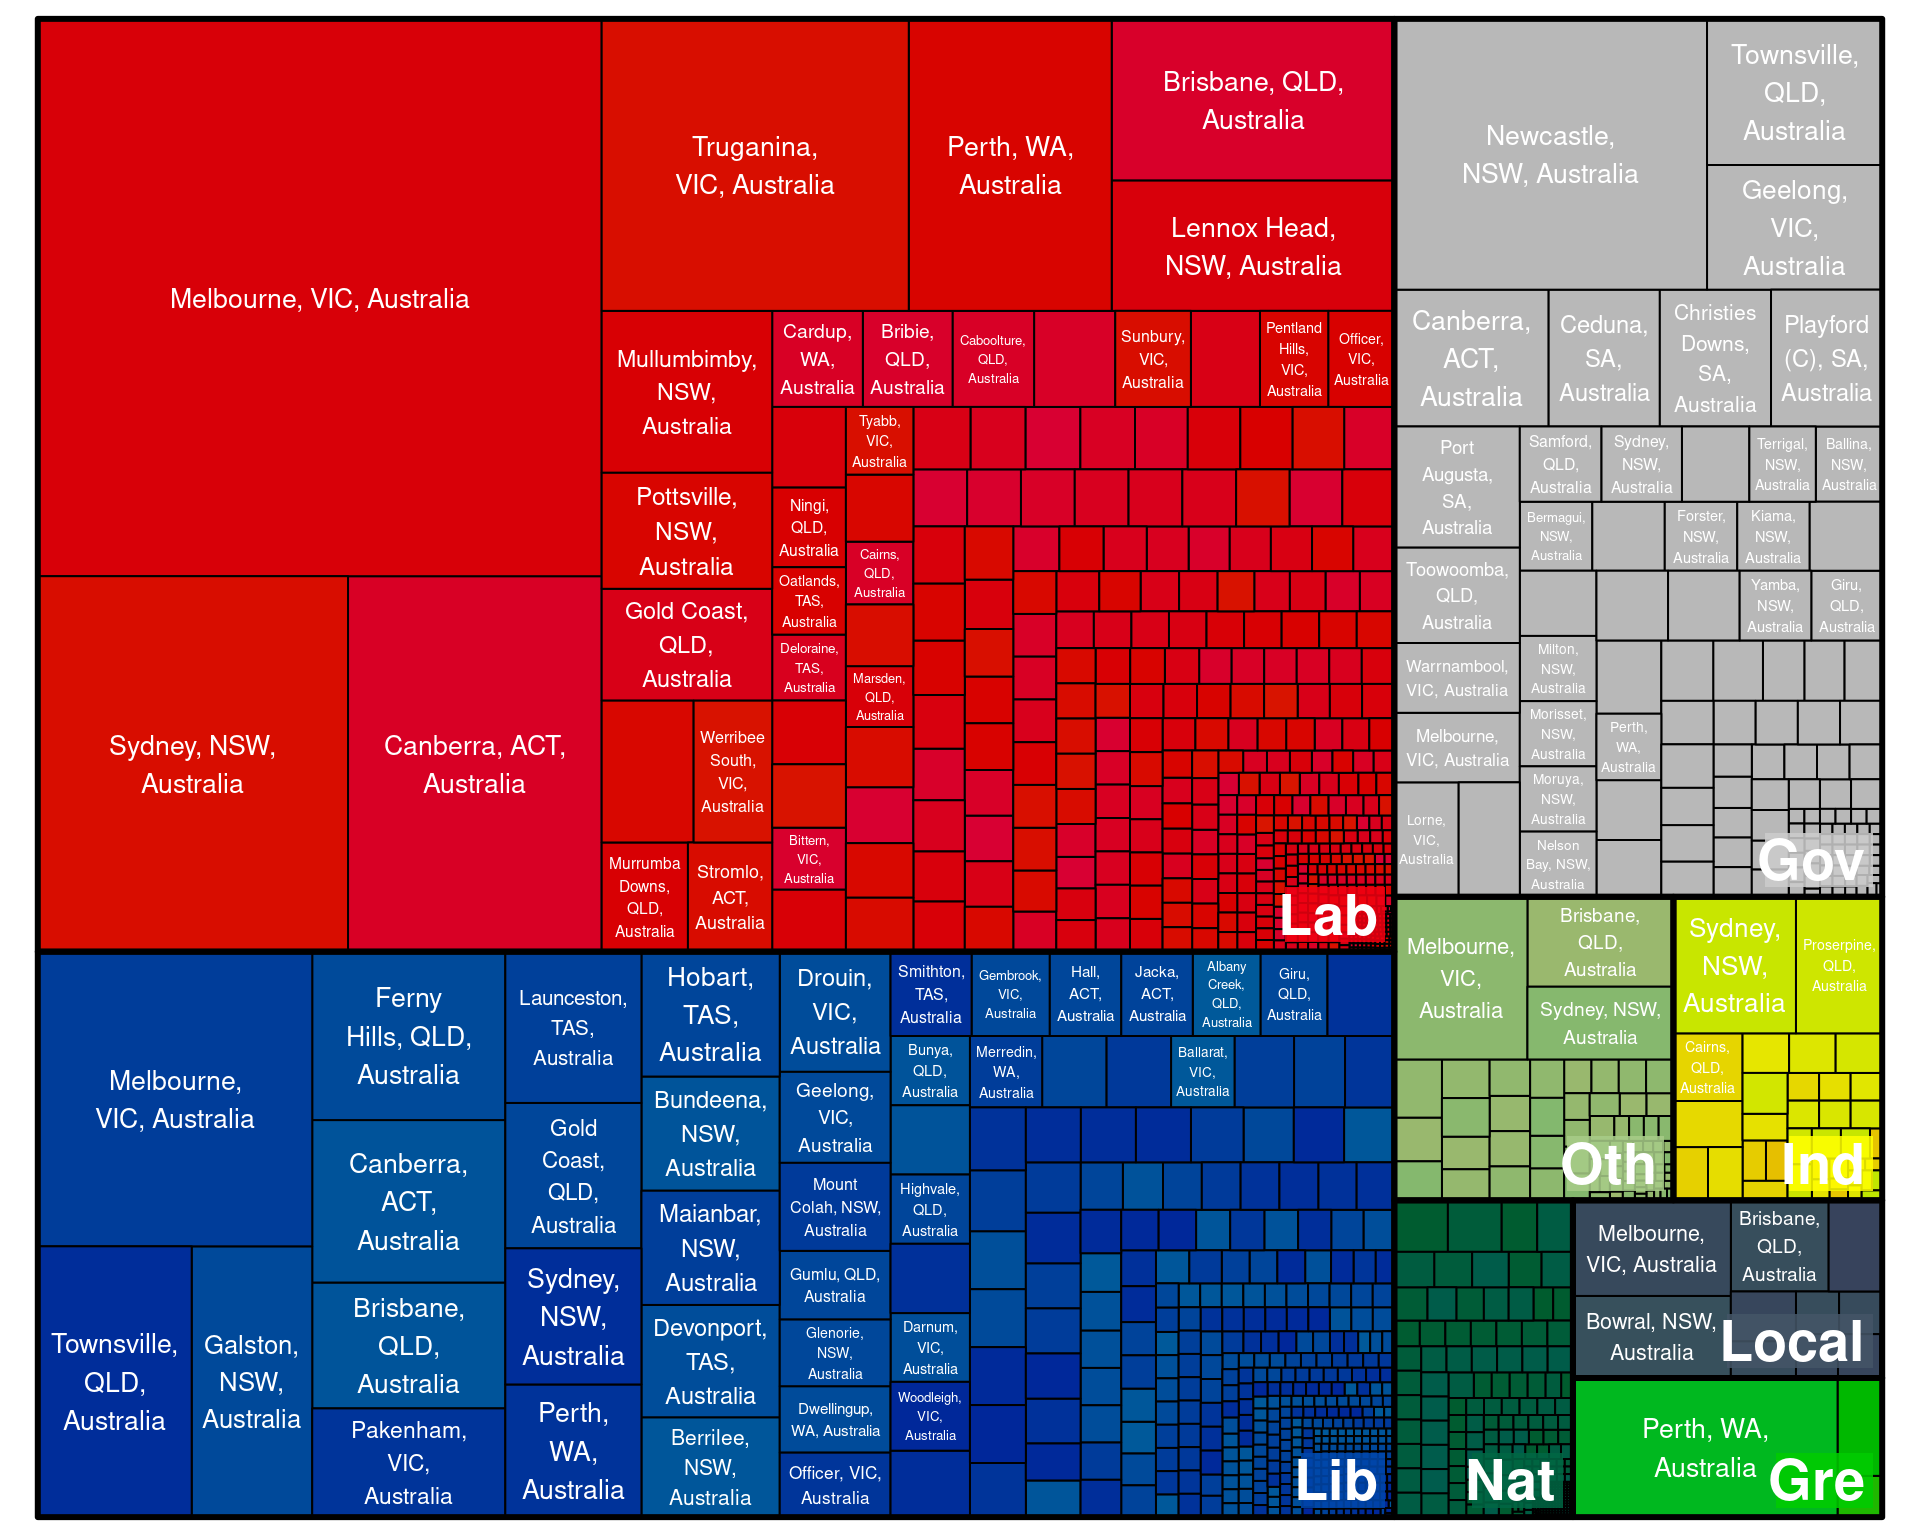 Melbourne, VIC, Australia
Sydney, NSW,
Australia
Canberra, ACT,
Australia
Truganina,
VIC, Australia
Perth, WA,
Australia
Brisbane, QLD,
Australia
Lennox Head,
NSW, Australia
Mullumbimby,
NSW,
Australia
Pottsville,
NSW,
Australia
Gold Coast,
QLD,
Australia
Werribee
South,
VIC,
Australia
Murrumba
Downs,
QLD,
Australia
Stromlo,
ACT,
Australia
Cardup,
WA,
Australia
Bribie,
QLD,
Australia
Caboolture,
QLD,
Australia
Sunbury,
VIC,
Australia
Pentland
Hills,
VIC,
Australia
Officer,
VIC,
Australia
Tyabb,
VIC,
Australia
Ningi,
QLD,
Australia
Cairns,
QLD,
Australia
Oatlands,
TAS,
Australia
Deloraine,
TAS,
Australia
Marsden,
QLD,
Australia
Bittern,
VIC,
Australia
Lab
Newcastle,
NSW, Australia
Townsville,
QLD,
Australia
Geelong,
VIC,
Australia
Canberra,
ACT,
Australia
Ceduna,
SA,
Australia
Christies
Downs,
SA,
Australia
Playford
(C), SA,
Australia
Port
Augusta,
SA,
Australia
Toowoomba,
QLD,
Australia
Warrnambool,
VIC, Australia
Melbourne,
VIC, Australia
Lorne,
VIC,
Australia
Samford,
QLD,
Australia
Sydney,
NSW,
Australia
Terrigal,
NSW,
Australia
Ballina,
NSW,
Australia
Bermagui,
NSW,
Australia
Forster,
NSW,
Australia
Kiama,
NSW,
Australia
Yamba,
NSW,
Australia
Giru,
QLD,
Australia
Milton,
NSW,
Australia
Morisset,
NSW,
Australia
Perth,
WA,
Australia
Moruya,
NSW,
Australia
Nelson
Bay, NSW,
Australia
Gov
Melbourne,
VIC,
Australia
Brisbane,
QLD,
Australia
Sydney, NSW,
Australia
Oth
Sydney,
NSW,
Australia
Proserpine,
QLD,
Australia
Cairns,
QLD,
Australia
Ind
Melbourne,
VIC, Australia
Townsville,
QLD,
Australia
Galston,
NSW,
Australia
Ferny
Hills, QLD,
Australia
Canberra,
ACT,
Australia
Brisbane,
QLD,
Australia
Pakenham,
VIC,
Australia
Launceston,
TAS,
Australia
Gold
Coast,
QLD,
Australia
Sydney,
NSW,
Australia
Perth,
WA,
Australia
Hobart,
TAS,
Australia
Bundeena,
NSW,
Australia
Maianbar,
NSW,
Australia
Devonport,
TAS,
Australia
Berrilee,
NSW,
Australia
Drouin,
VIC,
Australia
Geelong,
VIC,
Australia
Mount
Colah, NSW,
Australia
Gumlu, QLD,
Australia
Glenorie,
NSW,
Australia
Dwellingup,
WA, Australia
Officer, VIC,
Australia
Smithton,
TAS,
Australia
Gembrook,
VIC,
Australia
Hall,
ACT,
Australia
Jacka,
ACT,
Australia
Albany
Creek,
QLD,
Australia
Giru,
QLD,
Australia
Bunya,
QLD,
Australia
Merredin,
WA,
Australia
Ballarat,
VIC,
Australia
Highvale,
QLD,
Australia
Darnum,
VIC,
Australia
Woodleigh,
VIC,
Australia
Lib
Nat
Melbourne,
VIC, Australia
Brisbane,
QLD,
Australia
Bowral, NSW,
Australia
Local
Perth, WA,
Australia
Gre